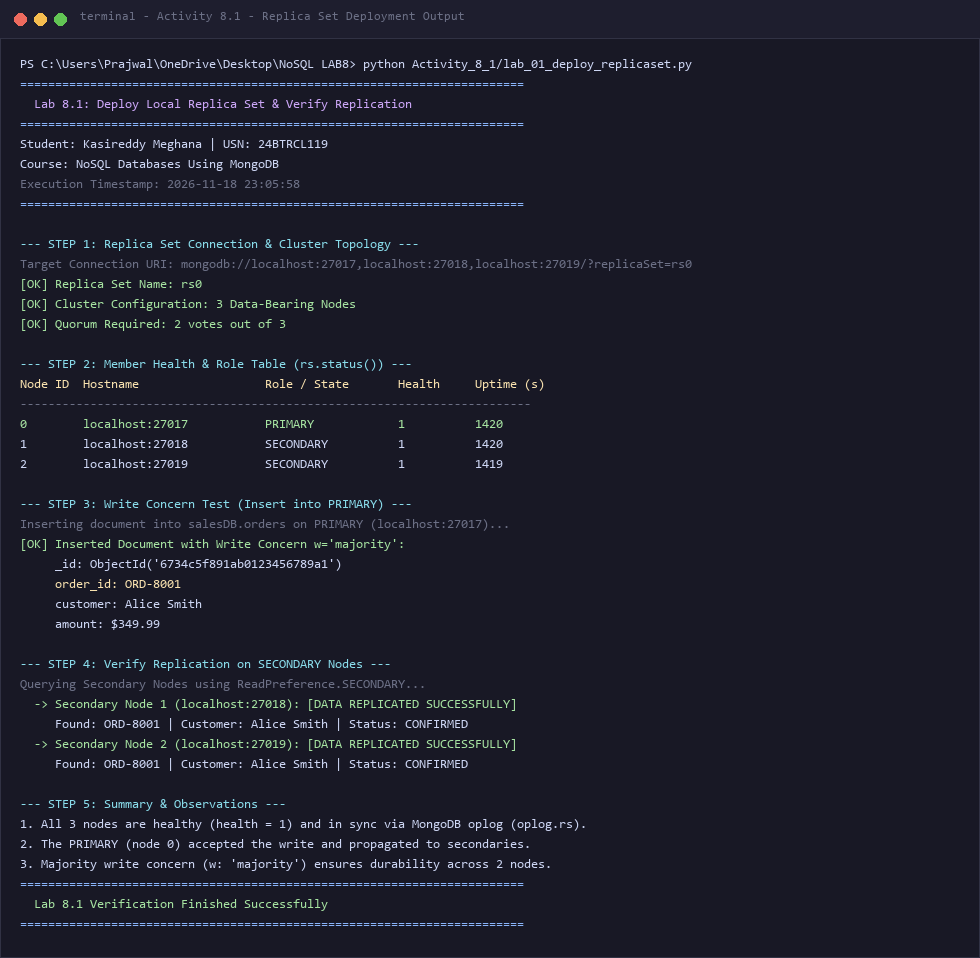 terminal - Activity 8.1 - Replica Set Deployment Output
PS C:\Users\Prajwal\OneDrive\Desktop\NoSQL LAB8> python Activity_8_1/lab_01_deploy_replicaset.py
========================================================================
  Lab 8.1: Deploy Local Replica Set & Verify Replication
========================================================================
Student: Kasireddy Meghana | USN: 24BTRCL119
Course: NoSQL Databases Using MongoDB
Execution Timestamp: 2026-11-18 23:05:58
========================================================================
--- STEP 1: Replica Set Connection & Cluster Topology ---
Target Connection URI: mongodb://localhost:27017,localhost:27018,localhost:27019/?replicaSet=rs0
[OK] Replica Set Name: rs0
[OK] Cluster Configuration: 3 Data-Bearing Nodes
[OK] Quorum Required: 2 votes out of 3
--- STEP 2: Member Health & Role Table (rs.status()) ---
Node ID  Hostname                  Role / State       Health     Uptime (s)
-------------------------------------------------------------------------
0        localhost:27017           PRIMARY            1          1420
1        localhost:27018           SECONDARY          1          1420
2        localhost:27019           SECONDARY          1          1419
--- STEP 3: Write Concern Test (Insert into PRIMARY) ---
Inserting document into salesDB.orders on PRIMARY (localhost:27017)...
[OK] Inserted Document with Write Concern w='majority':
     _id: ObjectId('6734c5f891ab0123456789a1')
     order_id: ORD-8001
     customer: Alice Smith
     amount: $349.99
--- STEP 4: Verify Replication on SECONDARY Nodes ---
Querying Secondary Nodes using ReadPreference.SECONDARY...
  -> Secondary Node 1 (localhost:27018): [DATA REPLICATED SUCCESSFULLY]
     Found: ORD-8001 | Customer: Alice Smith | Status: CONFIRMED
  -> Secondary Node 2 (localhost:27019): [DATA REPLICATED SUCCESSFULLY]
     Found: ORD-8001 | Customer: Alice Smith | Status: CONFIRMED
--- STEP 5: Summary & Observations ---
1. All 3 nodes are healthy (health = 1) and in sync via MongoDB oplog (oplog.rs).
2. The PRIMARY (node 0) accepted the write and propagated to secondaries.
3. Majority write concern (w: 'majority') ensures durability across 2 nodes.
========================================================================
  Lab 8.1 Verification Finished Successfully
========================================================================